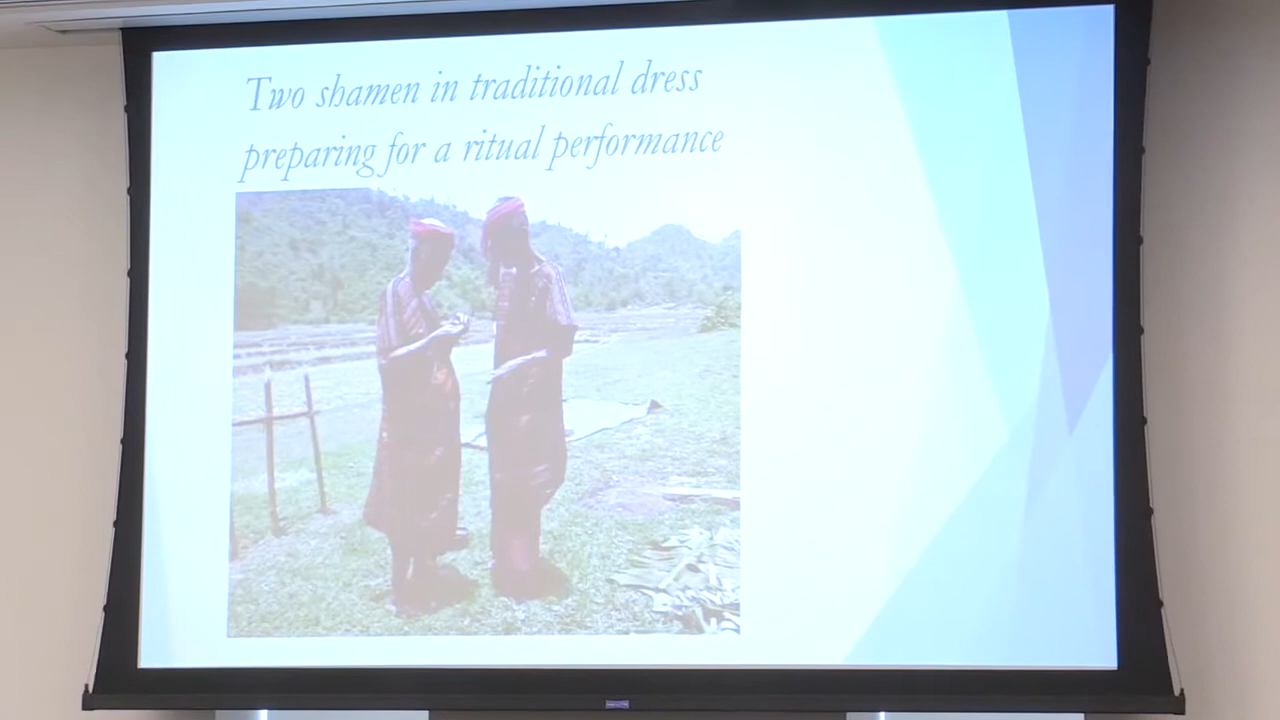 Two shamen in traditional dress
preparing for a ritual performance